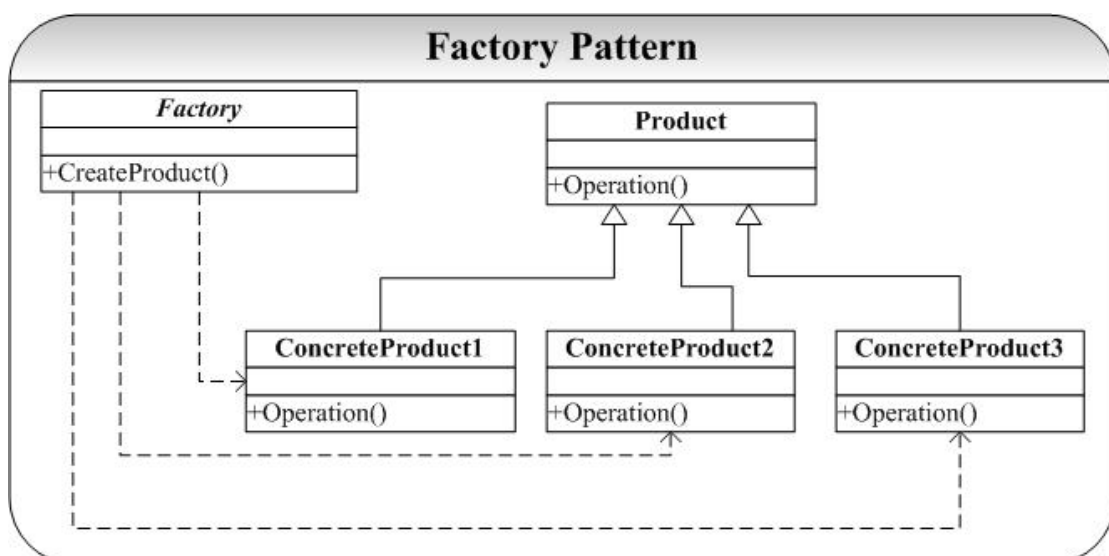 Factory Pattern
Factory
+CreateProduct()
Product
+Operation()
ConcreteProduct1
+Operation()
ConcreteProduct2
+Operation()
ConcreteProduct3
+Operation()